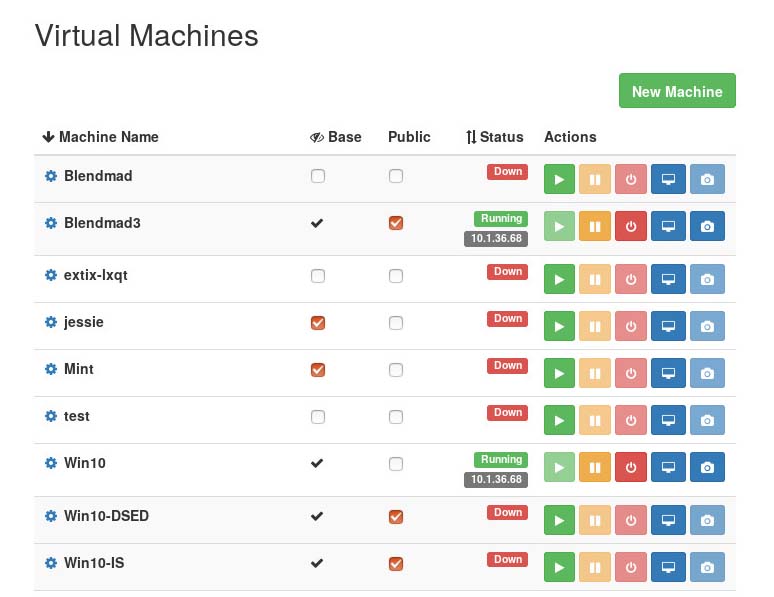 Virtual Machines
New Machine
Machine Name Base Public Status Actions
Blendmad Down
Blendmad3 Running
10.1.36.68
extix-lxqt Down
jessie Down
Mint Down
test Down
Win10 Running
10.1.36.68
Win10-DSED Down
Win10-IS Down